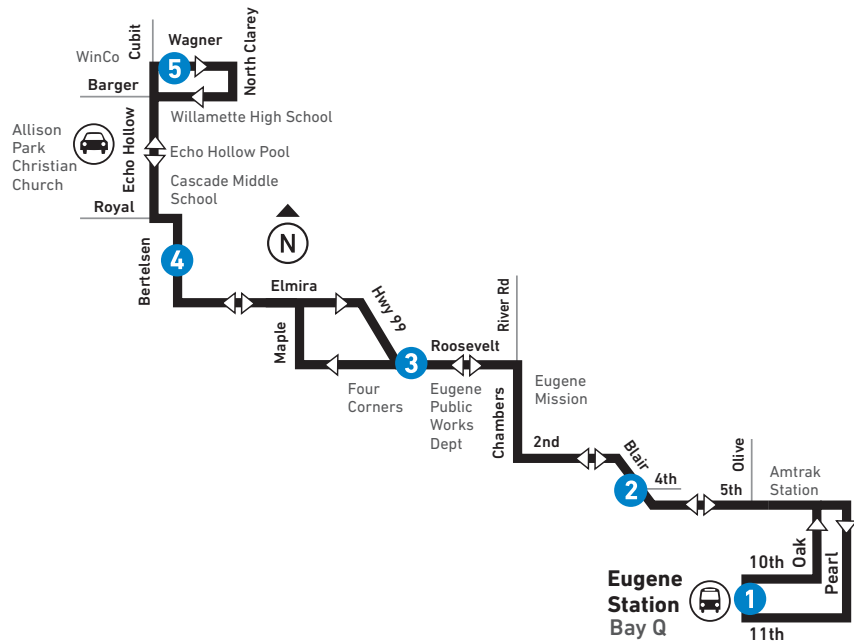 Cubit
Wagner
North Clarey
WinCo
5
Barger
Willamette High School
Allison
Park
Christian
Church
Echo Hollow
Echo Hollow Pool
Cascade Middle
School
Royal
N
4
Bertelsen
Elmira
Hwy 99
Maple
River Rd
3
Roosevelt
Four
Corners
Eugene
Public
Works
Dept
Chambers
Eugene
Mission
2nd
Blair
2
4th
5th
Olive
Amtrak
Station
Oak
Pearl
10th
Eugene
Station
Bay Q
1
11th